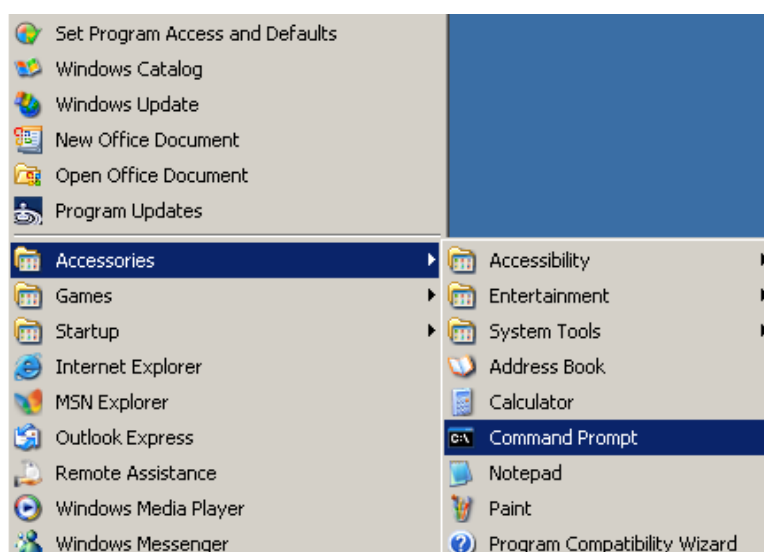 Set Program Access and Defaults
Windows Catalog
Windows Update
New Office Document
Open Office Document
Program Updates
Accessories
Games
Startup
Internet Explorer
MSN Explorer
Outlook Express
Remote Assistance
Windows Media Player
Windows Messenger
Accessibility
Entertainment
System Tools
Address Book
Calculator
C:\ Command Prompt
Notepad
Paint
Program Compatibility Wizard